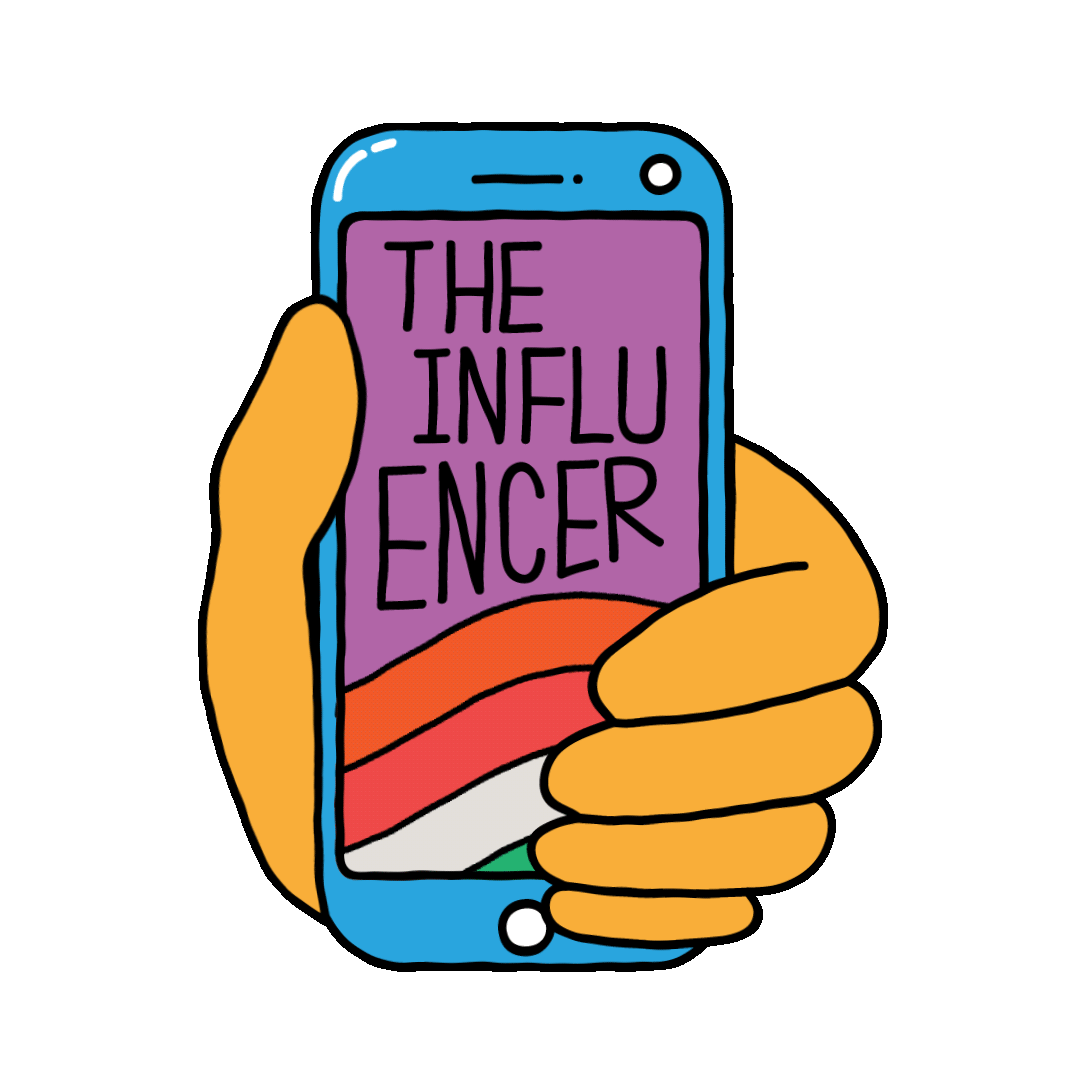 THE
INFLU
ENCER